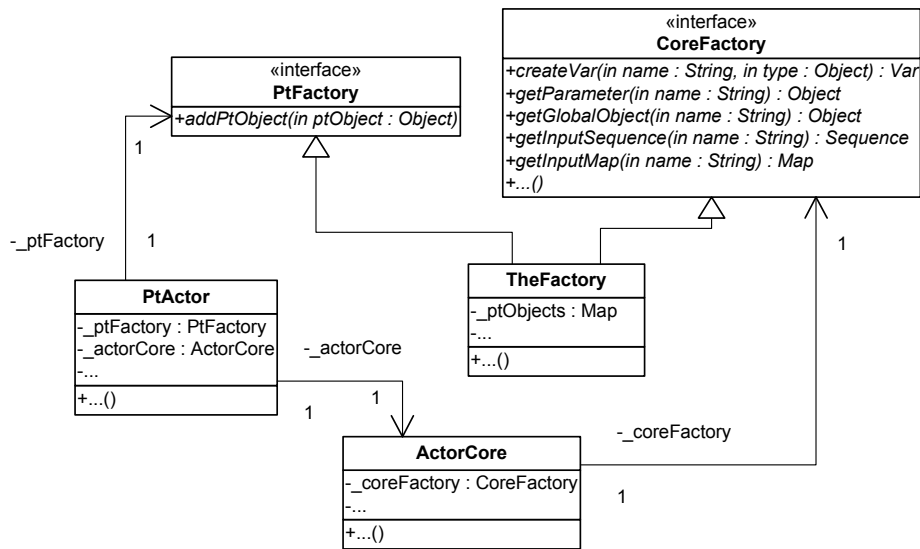 «interface»
CoreFactory
+createVar(in name : String, in type : Object) : Var
+getParameter(in name : String) : Object
+getGlobalObject(in name : String) : Object
+getInputSequence(in name : String) : Sequence
+getInputMap(in name : String) : Map
+...()
«interface»
PtFactory
+addPtObject(in ptObject : Object)
1
1
-_ptFactory
1
TheFactory
-_ptObjects : Map
-...
+...()
PtActor
-_ptFactory : PtFactory
-_actorCore : ActorCore
-...
+...()
-_actorCore
1
1
ActorCore
-_coreFactory : CoreFactory
-...
+...()
-_coreFactory
1